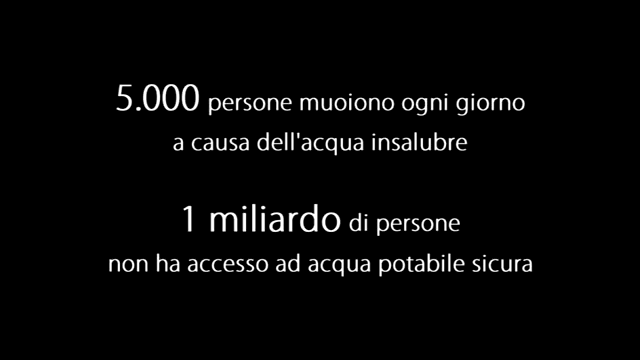 5.000 persone muoiono ogni giorno
a causa dell'acqua insalubre
1 miliardo di persone
non ha accesso ad acqua potabile sicura